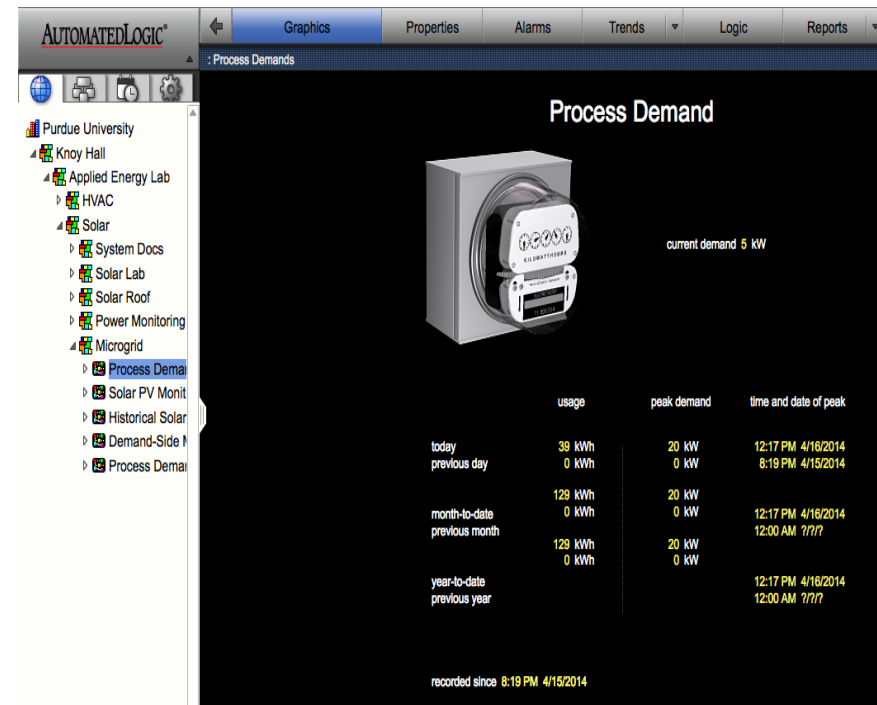 AUTOMATEDLOGIC®
Graphics Properties Alarms Trends Logic Reports
: Process Demands
Purdue University
Knoy Hall
Applied Energy Lab
HVAC
Solar
System Docs
Solar Lab
Solar Roof
Power Monitoring
Microgrid
Process Demar
Solar PV Monit
Historical Solar
Demand-Side M
Process Demar
Process Demand
KILOWATTHOURS
current demand 5 kW
usage peak demand time and date of peak
today 39 kWh 20 kW 12:17 PM 4/16/2014
previous day 0 kWh 0 kW 8:19 PM 4/15/2014
129 kWh 20 kW
month-to-date 0 kWh 0 kW 12:17 PM 4/16/2014
previous month 12:00 AM ?/?/?
129 kWh 20 kW
0 kWh 0 kW
year-to-date 12:17 PM 4/16/2014
previous year 12:00 AM ?/?/?
recorded since 8:19 PM 4/15/2014